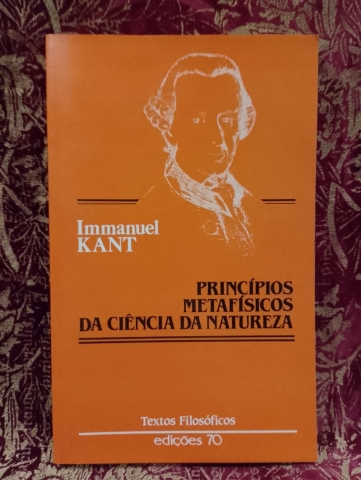 Immanuel
KANT
PRINCÍPIOS
METAFÍSICOS
DA CIÊNCIA DA NATUREZA
Textos Filosóficos
edições 70